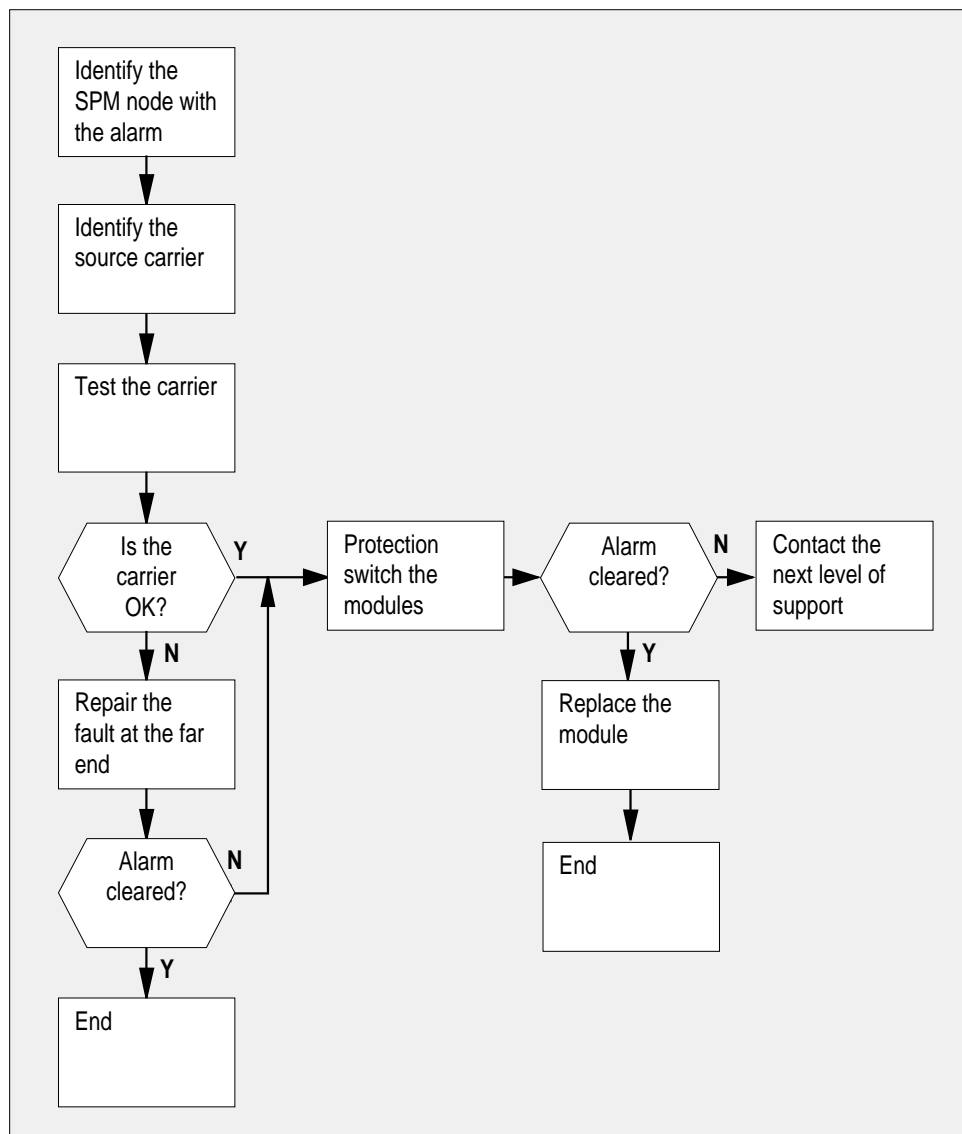 Identify the
SPM node with
the alarm
Identify the
source carrier
Test the carrier
Is the
carrier
OK?
Y
N
Protection
switch the
modules
Alarm
cleared?
N
Contact the
next level of
support
Y
Replace the
module
End
Repair the
fault at the far
end
Alarm
cleared?
N
Y
End